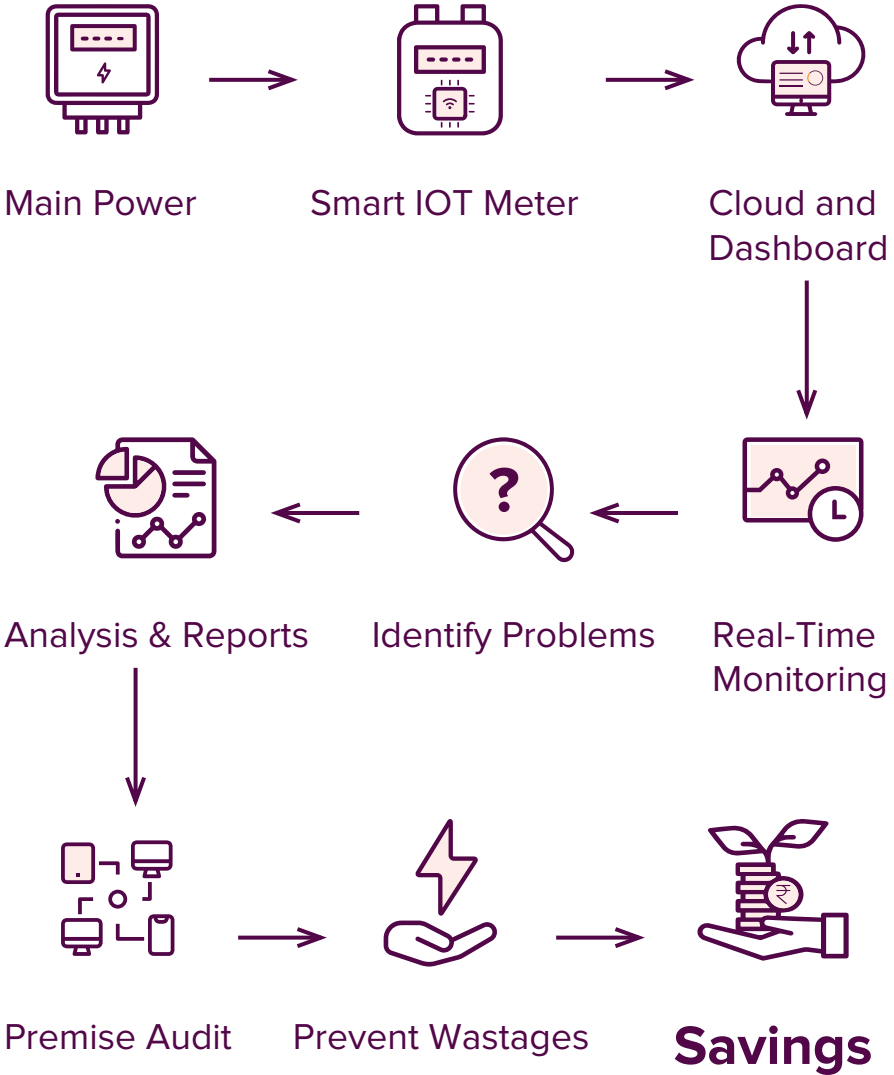 Main Power
Smart IOT Meter
Cloud and
Dashboard
?
Analysis & Reports
Identify Problems
Real-Time
Monitoring
₹
Premise Audit
Prevent Wastages
Savings